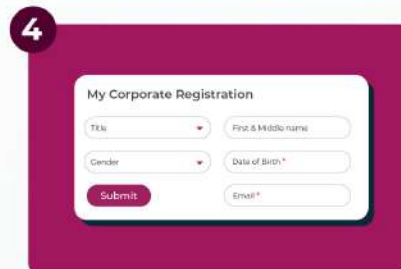 4
My Corporate Registration
Title First & Middle name
Gender Date of Birth *
Submit Email *